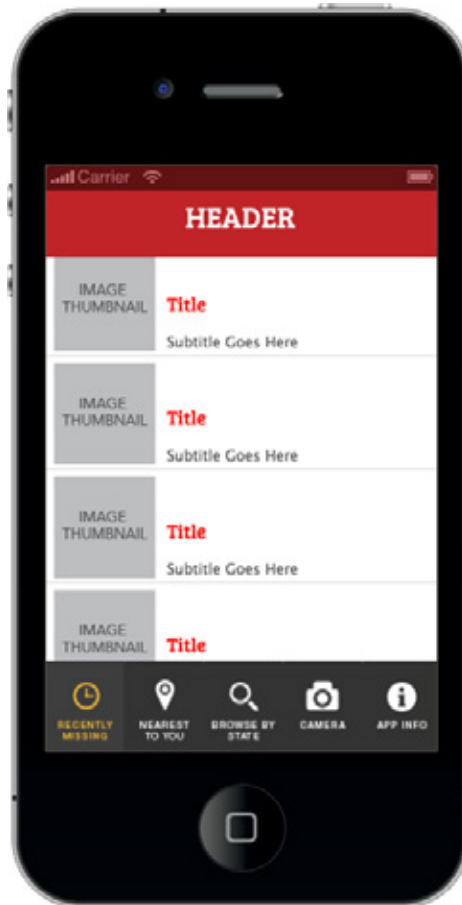 Carrier
HEADER
IMAGE
THUMBNAIL
Title
Subtitle Goes Here
IMAGE
THUMBNAIL
Title
Subtitle Goes Here
IMAGE
THUMBNAIL
Title
Subtitle Goes Here
IMAGE
THUMBNAIL
Title
RECENTLY
MISSING
NEAREST
TO YOU
BROWSE BY
STATE
CAMERA
APP INFO